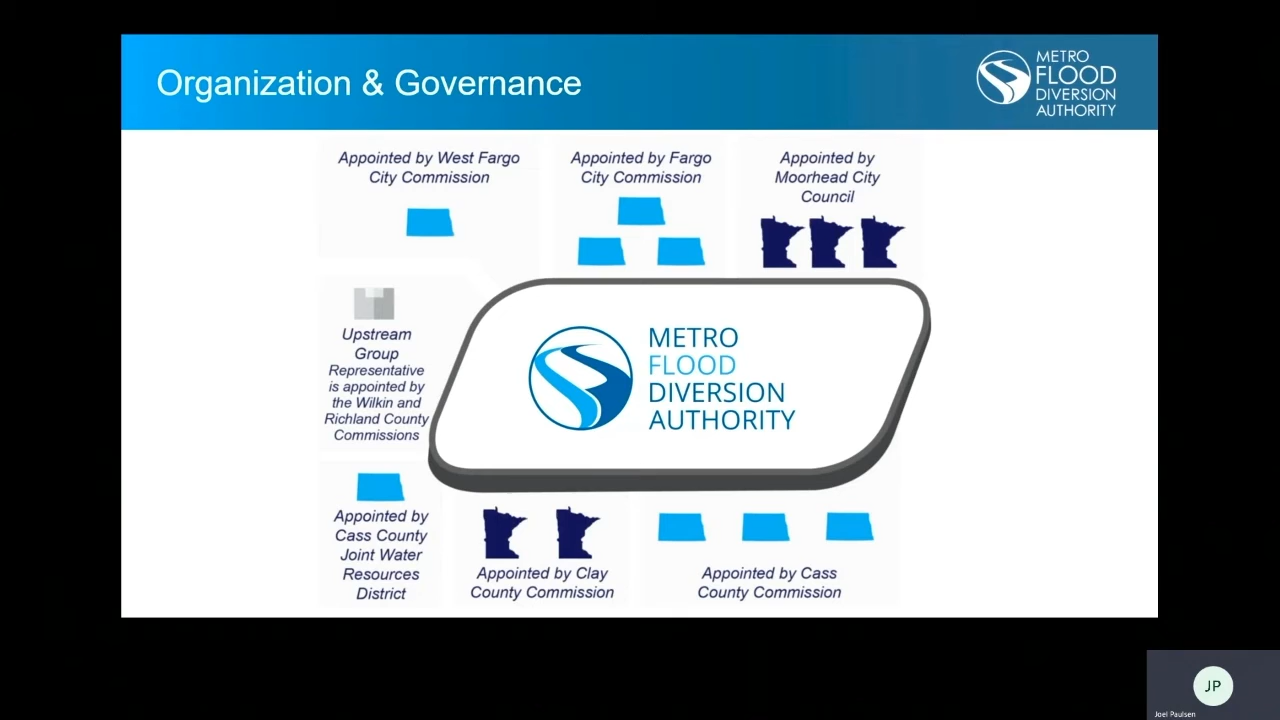 Organization & Governance
METRO
FLOOD
DIVERSION
AUTHORITY
Appointed by West Fargo
City Commission
Appointed by Fargo
City Commission
Appointed by
Moorhead City
Council
Upstream
Group
Representative
is appointed by
the Wilkin and
Richland County
Commissions
METRO
FLOOD
DIVERSION
AUTHORITY
Appointed by
Cass County
Joint Water
Resources
District
Appointed by Clay
County Commission
Appointed by Cass
County Commission
JP
Joel Paulsen